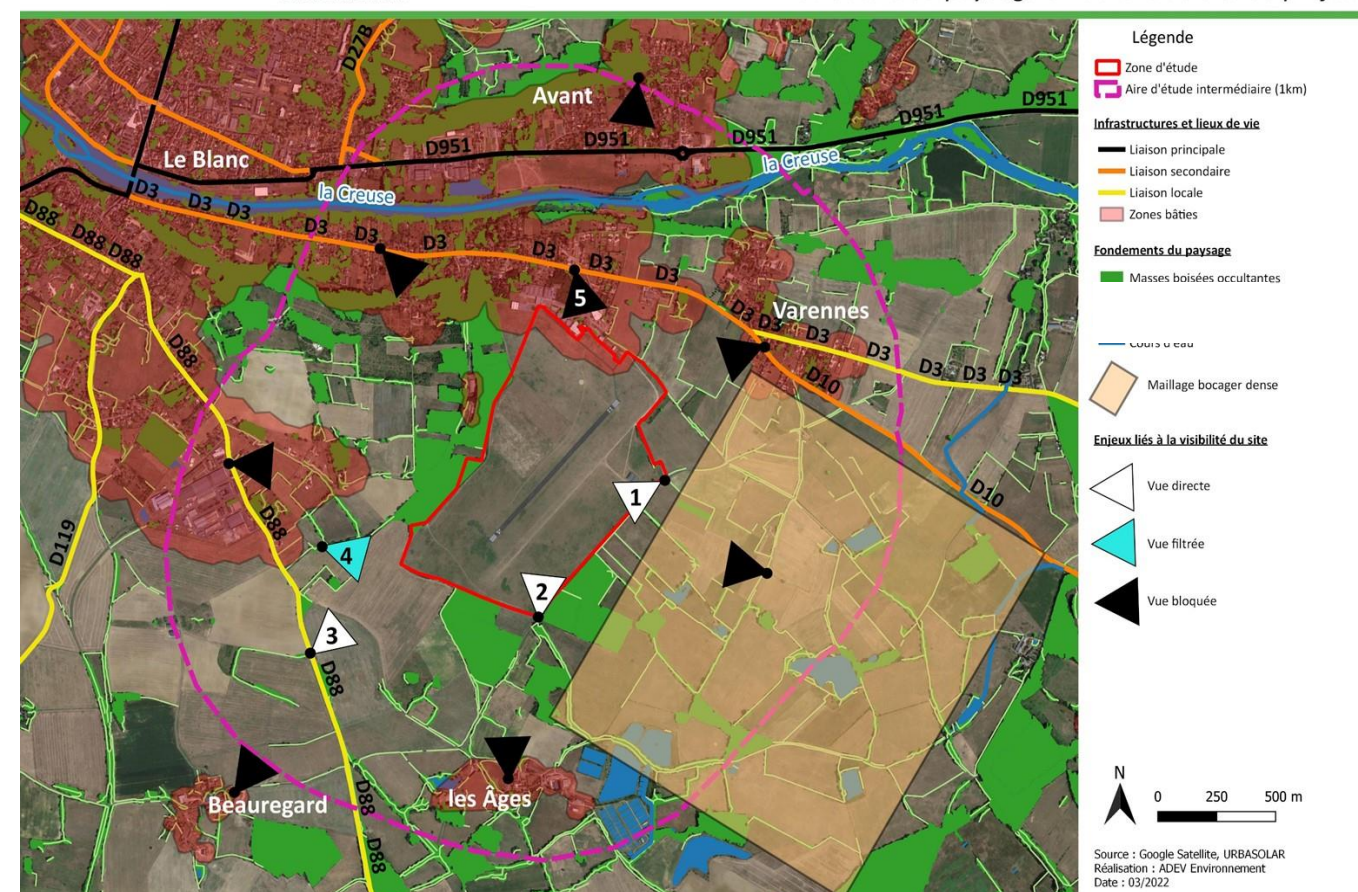 Légende
Zone d'étude
Aire d'étude intermédiaire (1km)
Infrastructures et lieux de vie
Liaison principale
Liaison secondaire
Liaison locale
Zones bâties
Fondements du paysage
Masses boisées occultantes
Cours d'eau
Maillage bocager dense
Enjeux liés à la visibilité du site
Vue directe
Vue filtrée
Vue bloquée
N
0 250 500 m
Source : Google Satellite, URBASOLAR
Réalisation : ADEV Environnement
Date : 03/2022
D27B
Avant
D951
D951
D951
D951
Le Blanc
la Creuse
la Creuse
D3
D3
D3
D3
D3
D3
D3
D3
D3
D88
D88
D88
5
Varennes
D3
D3
D3
D3
D3
D3
D10
D88
D88
D10
D119
1
4
2
3
D88
Beauregard
les Âges
D88
D88